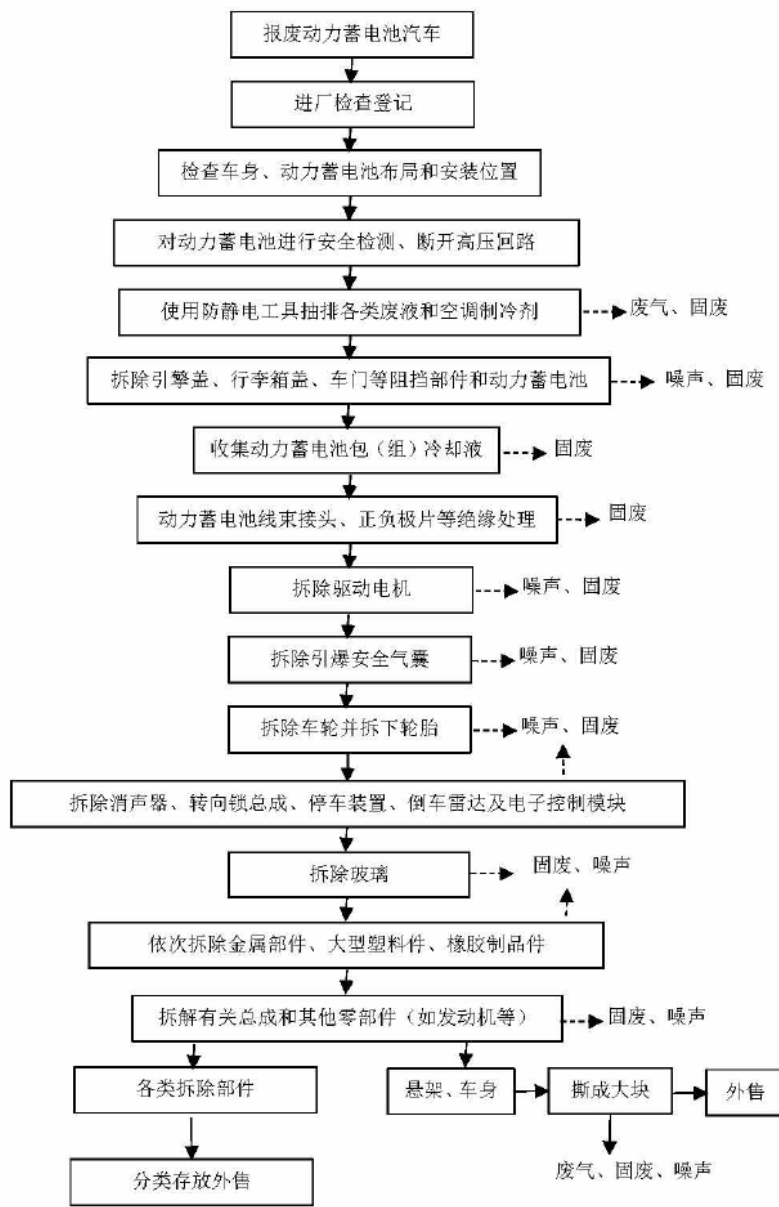 报废动力蓄电池汽车
进厂检查登记
检查车身、动力蓄电池布局和安装位置
对动力蓄电池进行安全检测、断开高压回路
使用防静电工具抽排各类废液和空调制冷剂
废气、固废
拆除引擎盖、行李箱盖、车门等阻挡部件和动力蓄电池
噪声、固废
收集动力蓄电池包（组）冷却液
固废
动力蓄电池线束接头、正负极片等绝缘处理
固废
拆除驱动电机
噪声、固废
拆除引爆安全气囊
噪声、固废
拆除车轮并拆下轮胎
噪声、固废
拆除消声器、转向锁总成、停车装置、倒车雷达及电子控制模块
拆除玻璃
固废、噪声
依次拆除金属部件、大型塑料件、橡胶制品件
拆解有关总成和其他零部件（如发动机等）
固废、噪声
各类拆除部件
悬架、车身
撕成大块
外售
分类存放外售
废气、固废、噪声